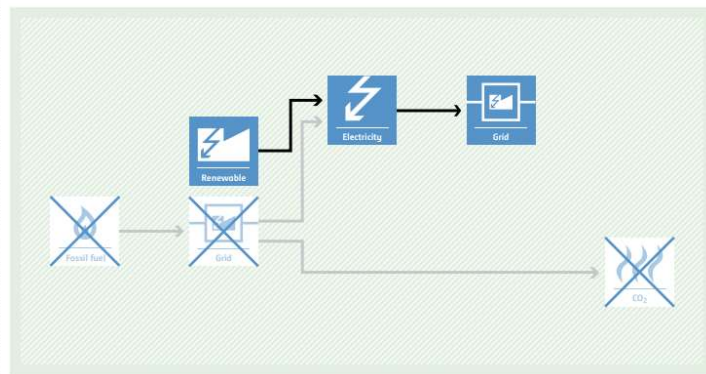 Electricity
Grid
Renewable
Fossil fuel
Grid
CO₂